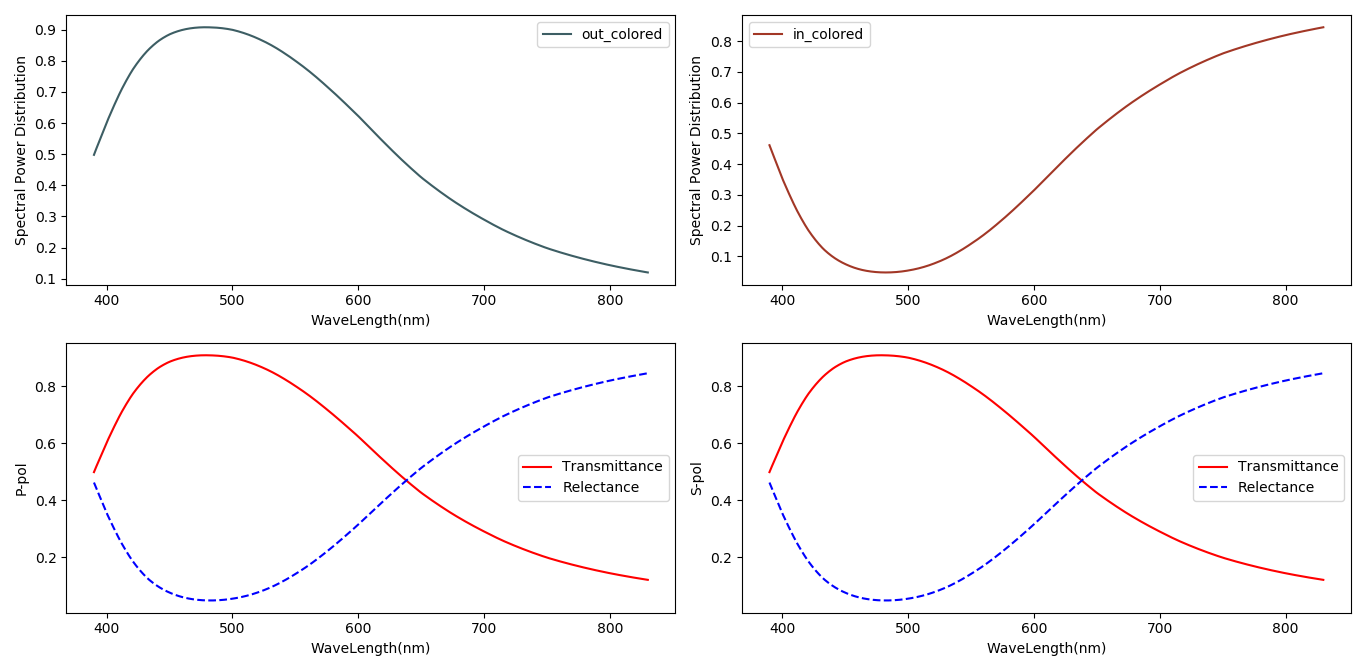 Spectral Power Distribution
0.9
0.8
0.7
0.6
0.5
0.4
0.3
0.2
0.1
out_colored
400 500 600 700 800
WaveLength(nm)
Spectral Power Distribution
0.8
0.7
0.6
0.5
0.4
0.3
0.2
0.1
in_colored
400 500 600 700 800
WaveLength(nm)
P-pol
0.8
0.6
0.4
0.2
Transmittance
Relectance
400 500 600 700 800
WaveLength(nm)
S-pol
0.8
0.6
0.4
0.2
Transmittance
Relectance
400 500 600 700 800
WaveLength(nm)